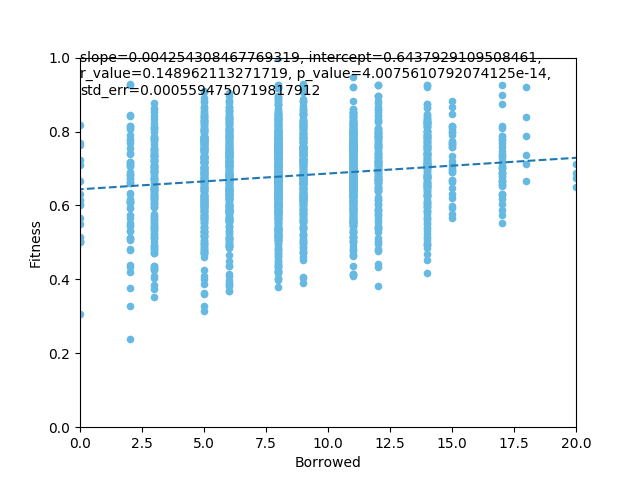 slope=0.004254308467769319, intercept=0.6437929109508461,
r_value=0.148962113271719, p_value=4.0075610792074125e-14,
std_err=0.0005594750719817912
1.0
0.8
0.6
0.4
0.2
0.0
Fitness
0.0 2.5 5.0 7.5 10.0 12.5 15.0 17.5 20.0
Borrowed